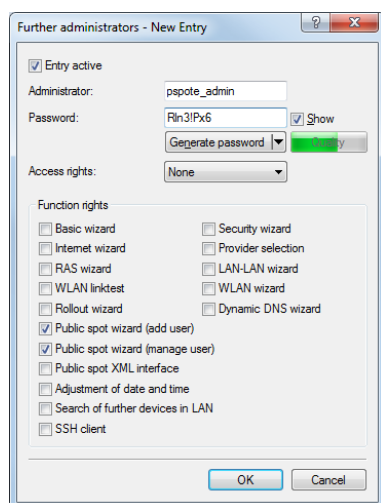 Further administrators - New Entry
Entry active
Administrator: pspote_admin
Password: RIn3!Px6 Show
Generate password Quality
Access rights: None
Function rights
Basic wizard Security wizard
Internet wizard Provider selection
RAS wizard LAN-LAN wizard
WLAN linktest WLAN wizard
Rollout wizard Dynamic DNS wizard
Public spot wizard (add user)
Public spot wizard (manage user)
Public spot XML interface
Adjustment of date and time
Search of further devices in LAN
SSH client
OK Cancel